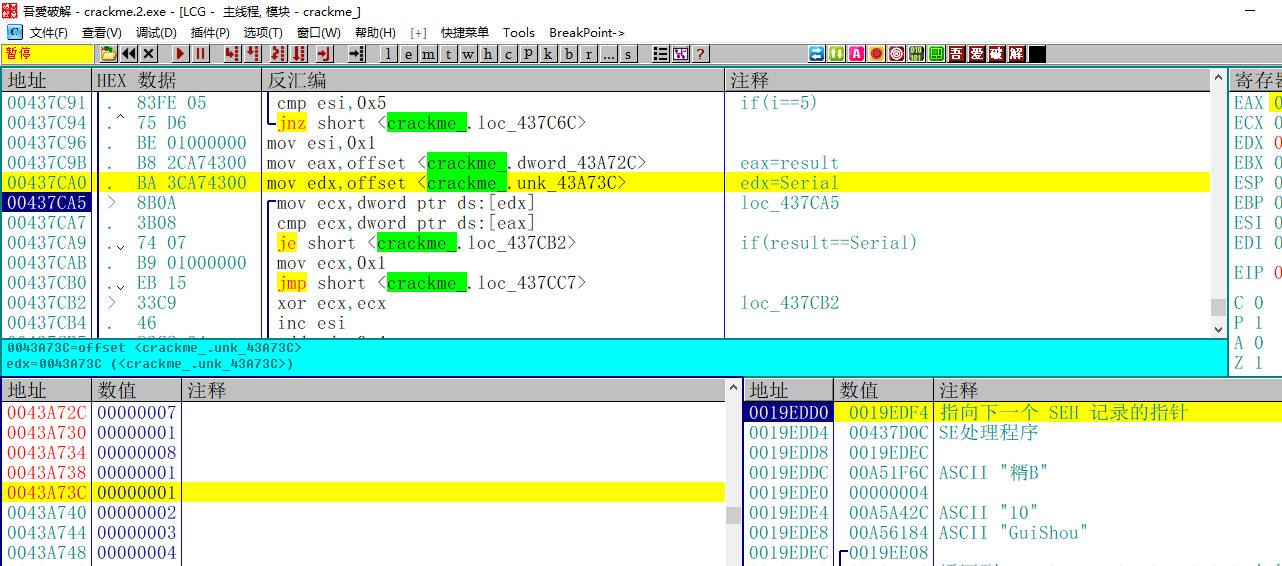 吾愛破解 - crackme.2.exe - [LCG - 主线程, 模块 - crackme_]
文件(F) 查看(V) 调试(D) 插件(P) 选项(T) 窗口(W) 帮助(H) [+] 快捷菜单 Tools BreakPoint->
暂停 l e m t w h c p k b r ... s ? A 吾 爱 破 解
地址 HEX 数据 反汇编 注释 寄存器
00437C91 . 83FE 05 cmp esi,0x5 if(i==5) EAX 0
00437C94 .^ 75 D6 jnz short <crackme_.loc_437C6C> ECX 0
00437C96 . BE 01000000 mov esi,0x1 EDX 0
00437C9B . B8 2CA74300 mov eax,offset <crackme_.dword_43A72C> eax=result EBX 0
00437CA0 . BA 3CA74300 mov edx,offset <crackme_.unk_43A73C> edx=Serial ESP 0
00437CA5 > 8B0A mov ecx,dword ptr ds:[edx] loc_437CA5 EBP 0
00437CA7 . 3B08 cmp ecx,dword ptr ds:[eax] ESI 0
00437CA9 .v 74 07 je short <crackme_.loc_437CB2> if(result==Serial) EDI 0
00437CAB . B9 01000000 mov ecx,0x1
00437CB0 .v EB 15 jmp short <crackme_.loc_437CC7> EIP 0
00437CB2 > 33C9 xor ecx,ecx loc_437CB2 C 0
00437CB4 . 46 inc esi P 1
0043A73C=offset <crackme_.unk_43A73C> A 0
edx=0043A73C (<crackme_.unk_43A73C>) Z 1
地址 数值 注释 地址 数值 注释
0043A72C 00000007 0019EDD0 0019EDF4 指向下一个 SEH 记录的指针
0043A730 00000001 0019EDD4 00437D0C SE处理程序
0043A734 00000008 0019EDD8 0019EDEC
0043A738 00000001 0019EDDC 00A51F6C ASCII "糈B"
0043A73C 00000001 0019EDE0 00000004
0043A740 00000002 0019EDE4 00A5A42C ASCII "10"
0043A744 00000003 0019EDE8 00A56184 ASCII "GuiShou"
0043A748 00000004 0019EDEC 0019EE08